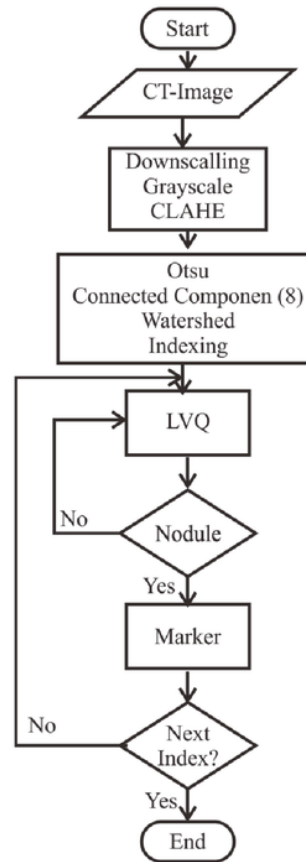 Start
CT-Image
Downscalling
Grayscale
CLAHE
Otsu
Connected Componen (8)
Watershed
Indexing
LVQ
No
Nodule
Yes
Marker
No
Next
Index?
Yes
End